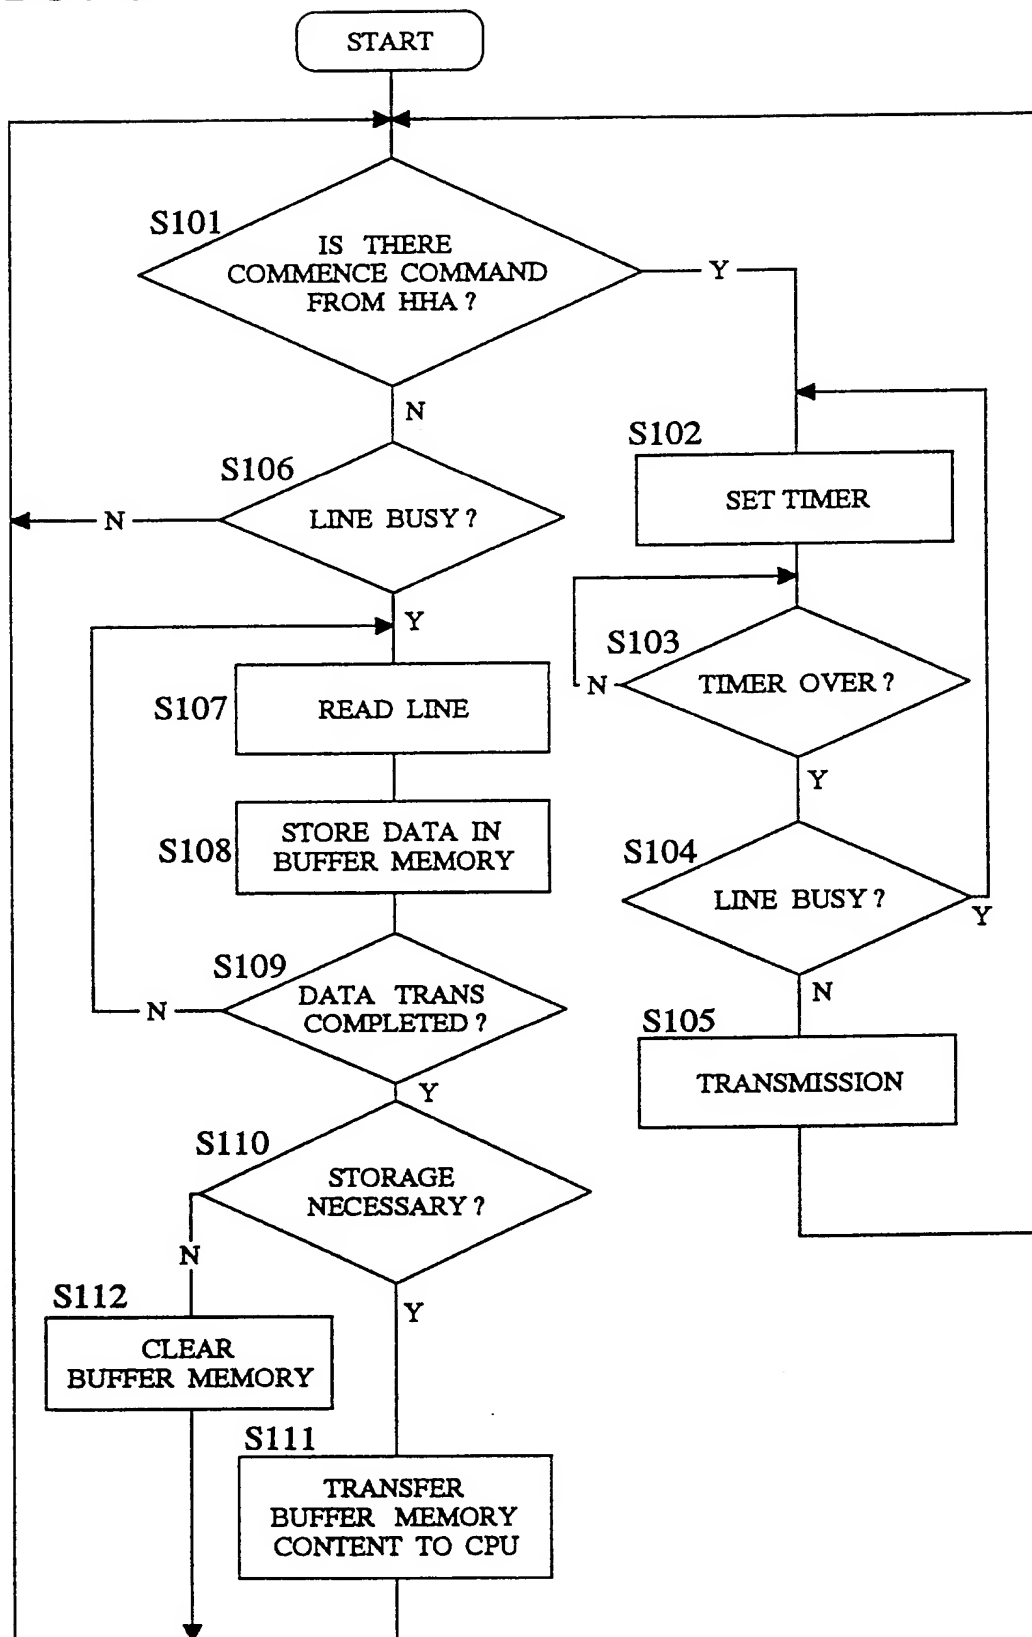 START
S101
IS THERE
COMMENCE COMMAND
FROM HHA ?
Y
N
S106
LINE BUSY ?
N
Y
S102
SET TIMER
S103
TIMER OVER ?
N
Y
S107
READ LINE
S108
STORE DATA IN
BUFFER MEMORY
S104
LINE BUSY ?
Y
N
S109
DATA TRANS
COMPLETED ?
N
Y
S105
TRANSMISSION
S110
STORAGE
NECESSARY ?
N
Y
S112
CLEAR
BUFFER MEMORY
S111
TRANSFER
BUFFER MEMORY
CONTENT TO CPU